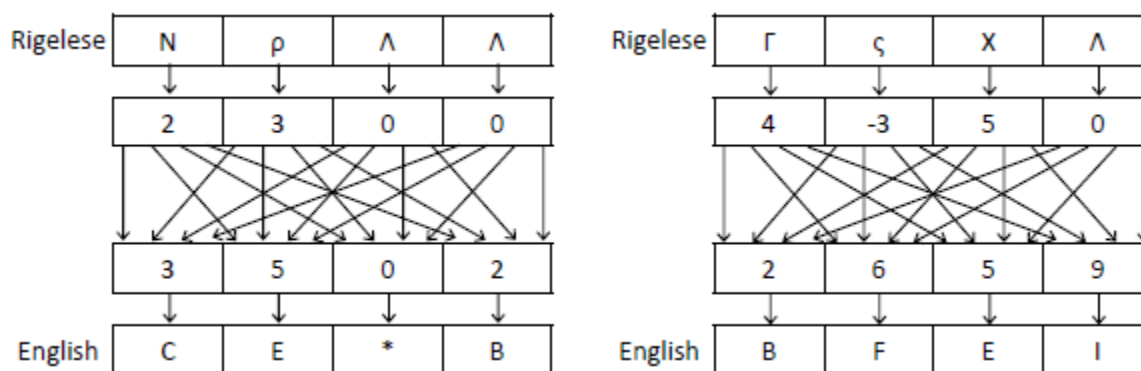 Rigelese N ρ Λ Λ Rigelese Γ ς X Λ
2 3 0 0 4 -3 5 0
3 5 0 2 2 6 5 9
English C E * B English B F E I